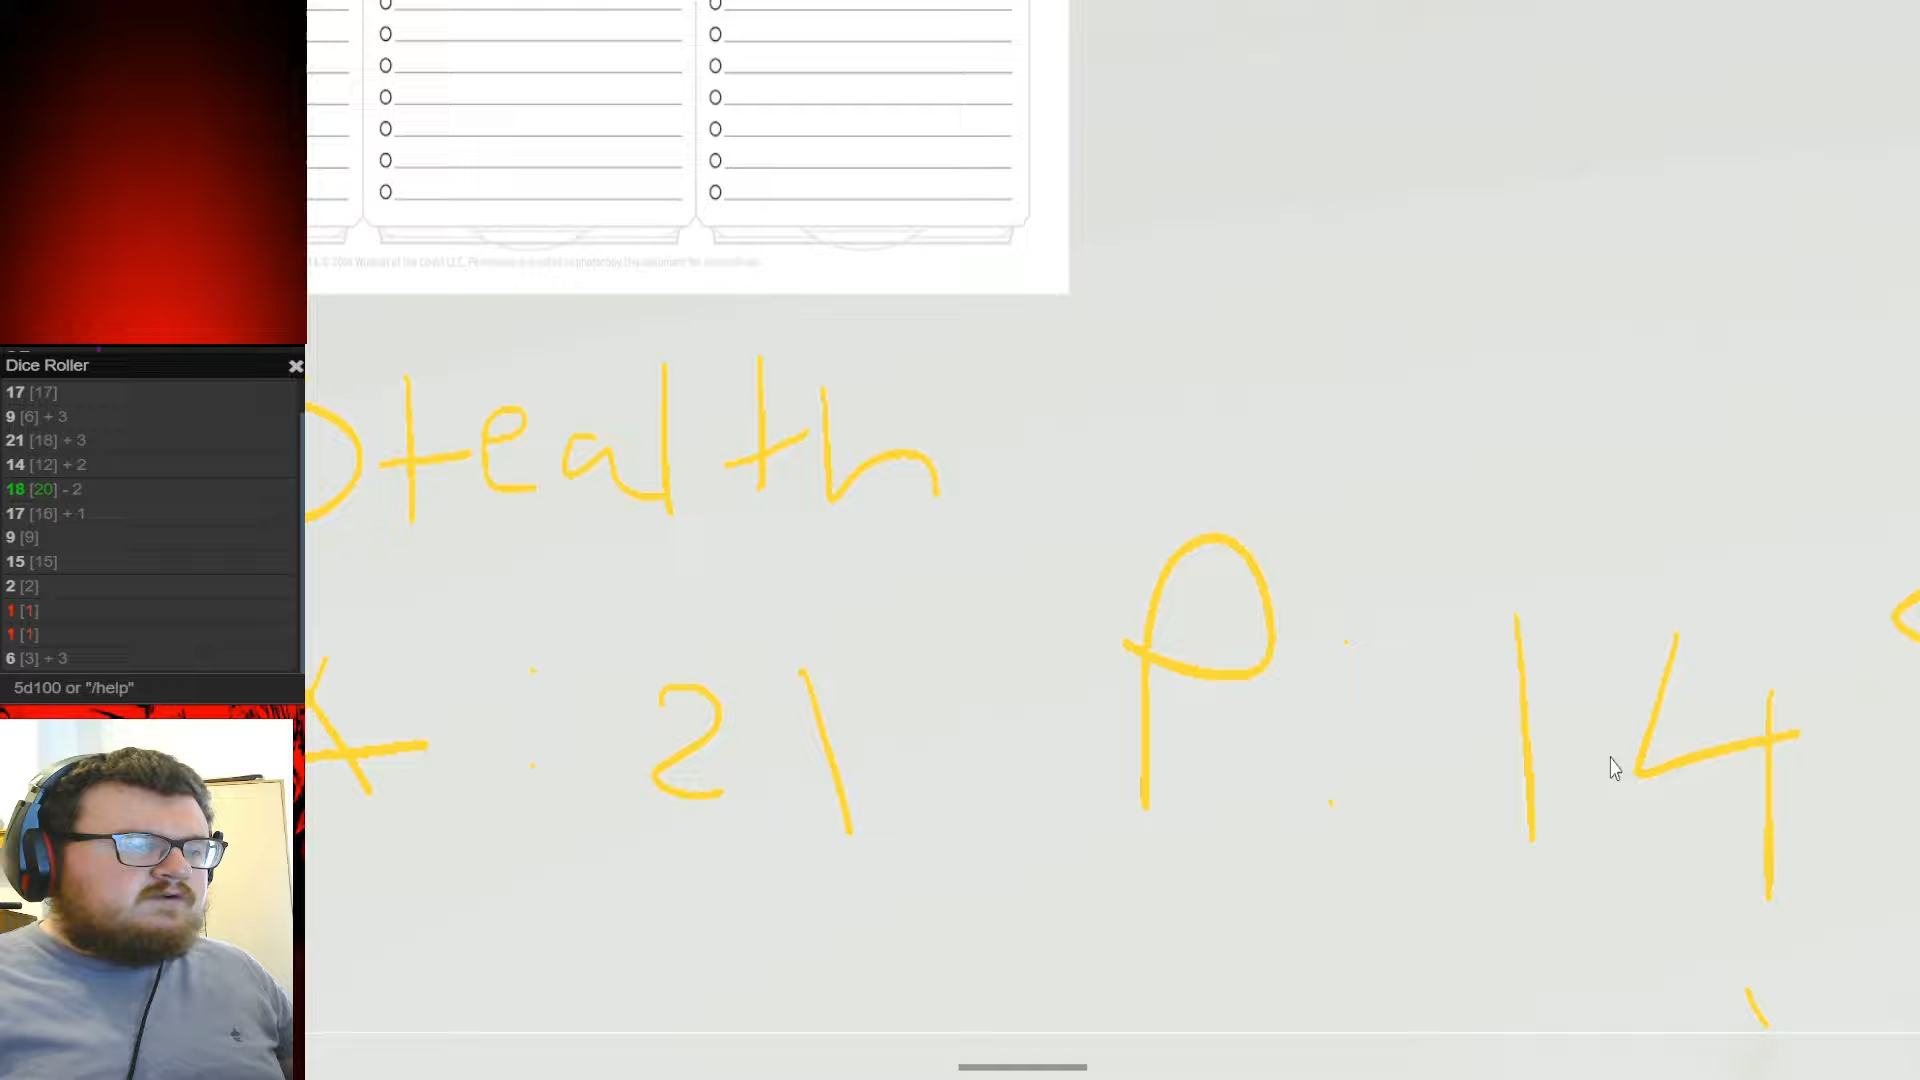 Dice Roller
17 [17]
9 [6] + 3
21 [18] + 3
14 [12] + 2
18 [20] - 2
17 [16] + 1
9 [9]
15 [15]
2 [2]
1 [1]
1 [1]
6 [3] + 3
5d100 or "/help"
Stealth
: 21
P : 14